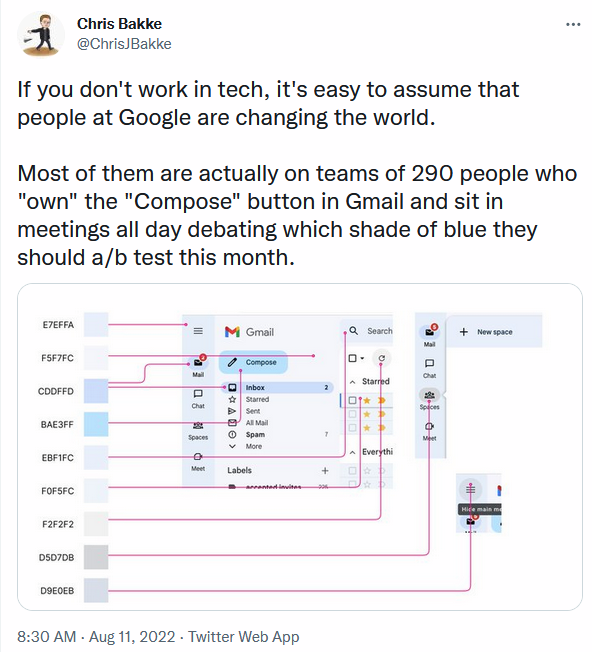 Chris Bakke
@ChrisJBakke
If you don't work in tech, it's easy to assume that
people at Google are changing the world.
Most of them are actually on teams of 290 people who
"own" the "Compose" button in Gmail and sit in
meetings all day debating which shade of blue they
should a/b test this month.
E7EFFA
F5F7FC
CDDFFD
BAE3FF
EBF1FC
F0F5FC
F2F2F2
D5D7DB
D9E0EB
Gmail
Compose
Mail
2
Chat
Spaces
Meet
Inbox 2
Starred
Sent
All Mail
Spam 7
More
Labels +
accepted invites
Search
Starred
Everythi
Mail
Chat
Spaces
Meet
+ New space
Hide main me
8:30 AM · Aug 11, 2022 · Twitter Web App